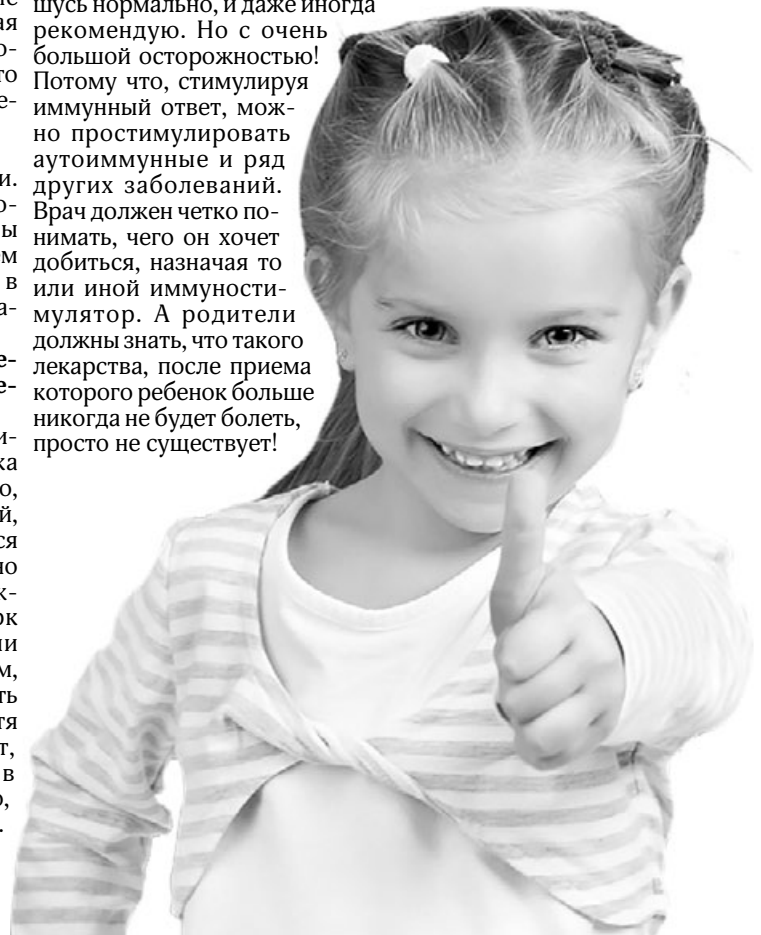 шусь нормально, и даже иногда
рекомендую. Но с очень
большой осторожностью!
Потому что, стимулируя
иммунный ответ, мож-
но простимулировать
аутоиммунные и ряд
других заболеваний.
Врач должен четко по-
нимать, чего он хочет
добиться, назначая то
или иной иммуности-
мулятор. А родители
должны знать, что такого
лекарства, после приема
которого ребенок больше
никогда не будет болеть,
просто не существует!